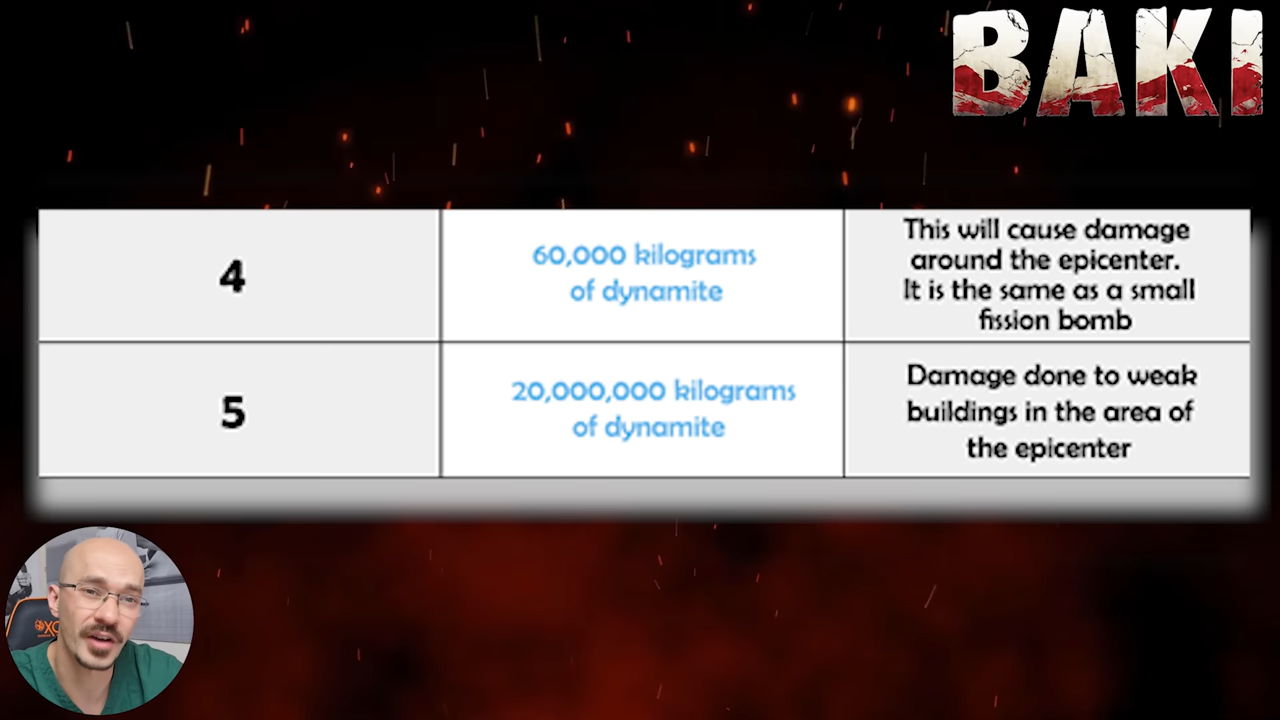 BAKI
4
60,000 kilograms
of dynamite
This will cause damage
around the epicenter.
It is the same as a small
fission bomb
5
20,000,000 kilograms
of dynamite
Damage done to weak
buildings in the area of
the epicenter